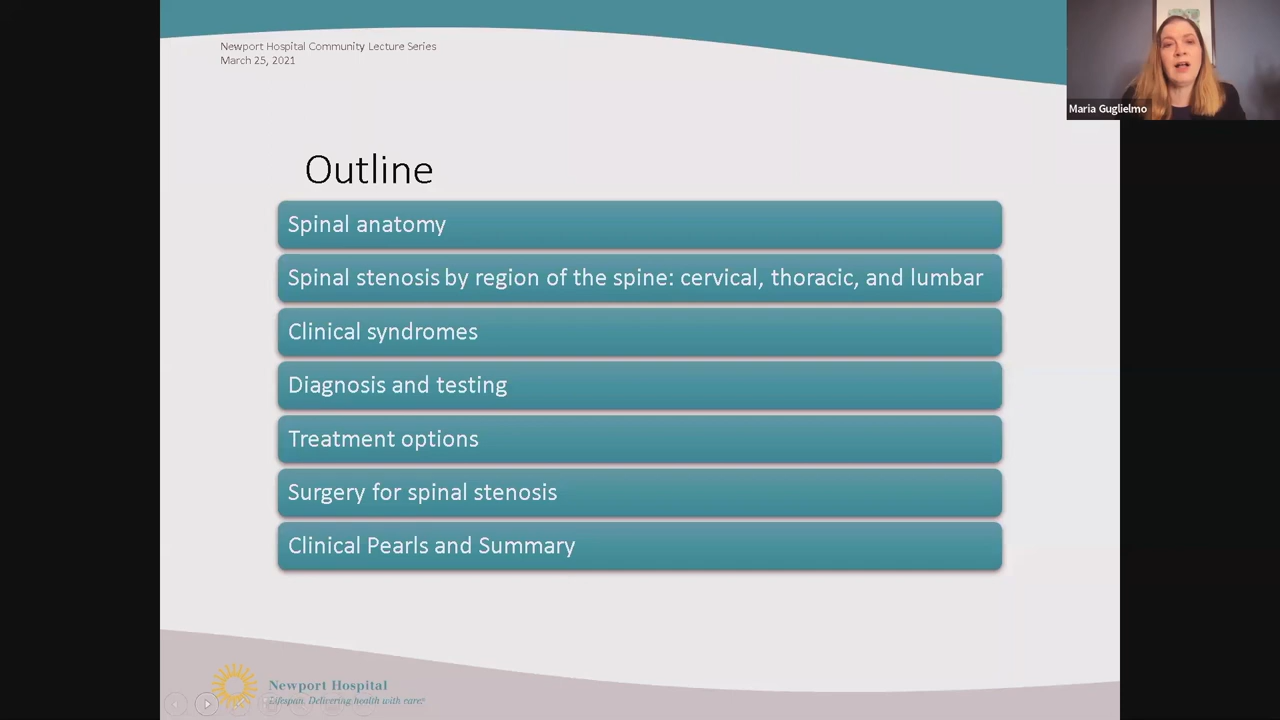 Newport Hospital Community Lecture Series
March 25, 2021
Maria Guglielmo
Outline
Spinal anatomy
Spinal stenosis by region of the spine: cervical, thoracic, and lumbar
Clinical syndromes
Diagnosis and testing
Treatment options
Surgery for spinal stenosis
Clinical Pearls and Summary
Newport Hospital
Lifespan. Delivering health with care.®